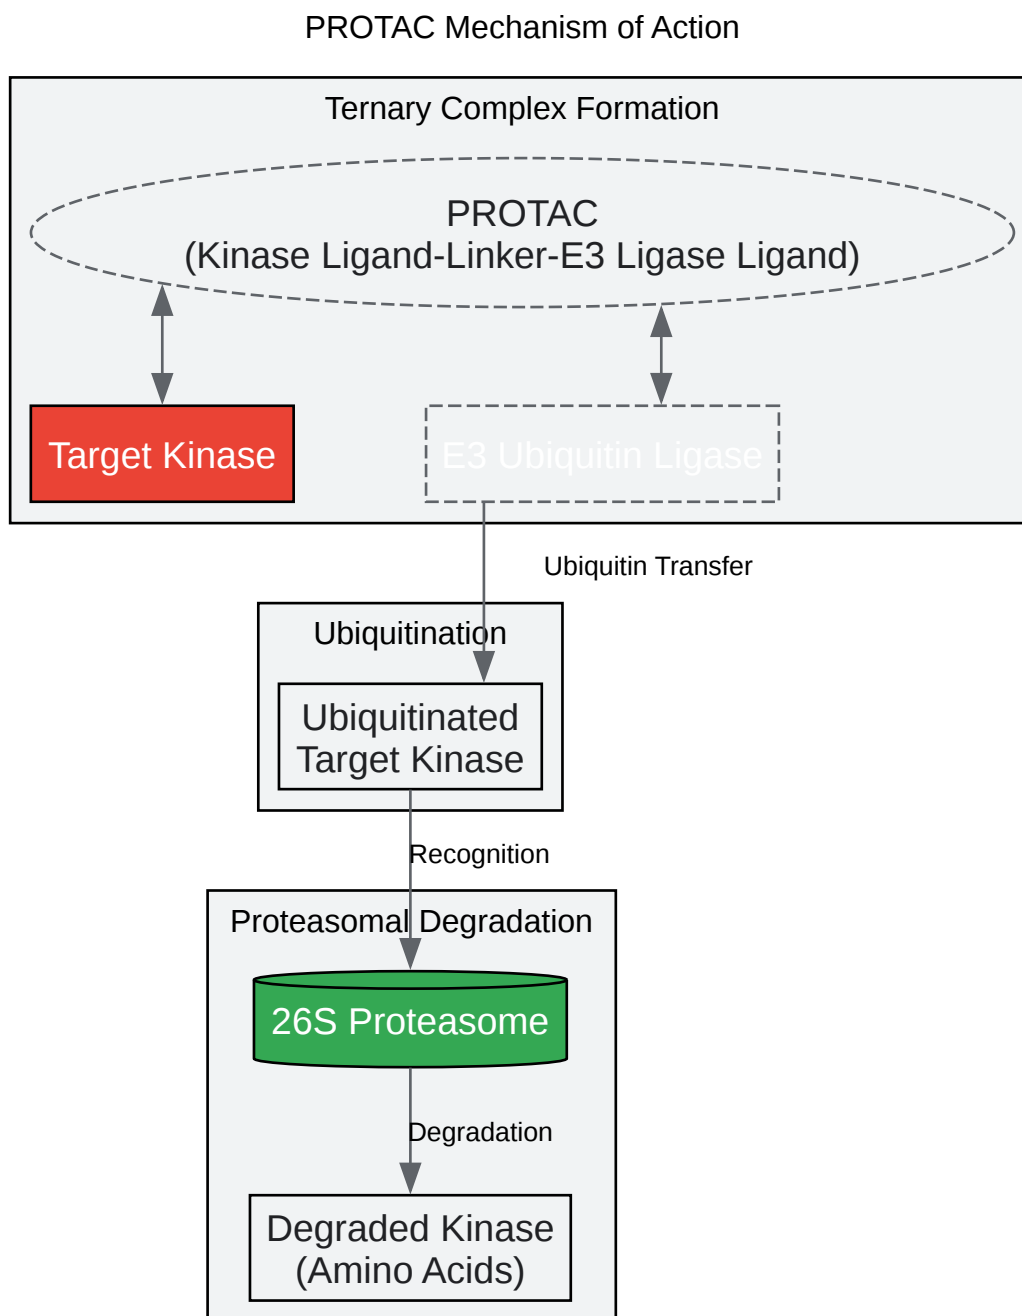 PROTAC Mechanism of Action
Ternary Complex Formation
PROTAC
(Kinase Ligand-Linker-E3 Ligase Ligand)
Target Kinase
E3 Ubiquitin Ligase
Ubiquitin Transfer
Ubiquitination
Ubiquitinated
Target Kinase
Recognition
Proteasomal Degradation
26S Proteasome
Degradation
Degraded Kinase
(Amino Acids)